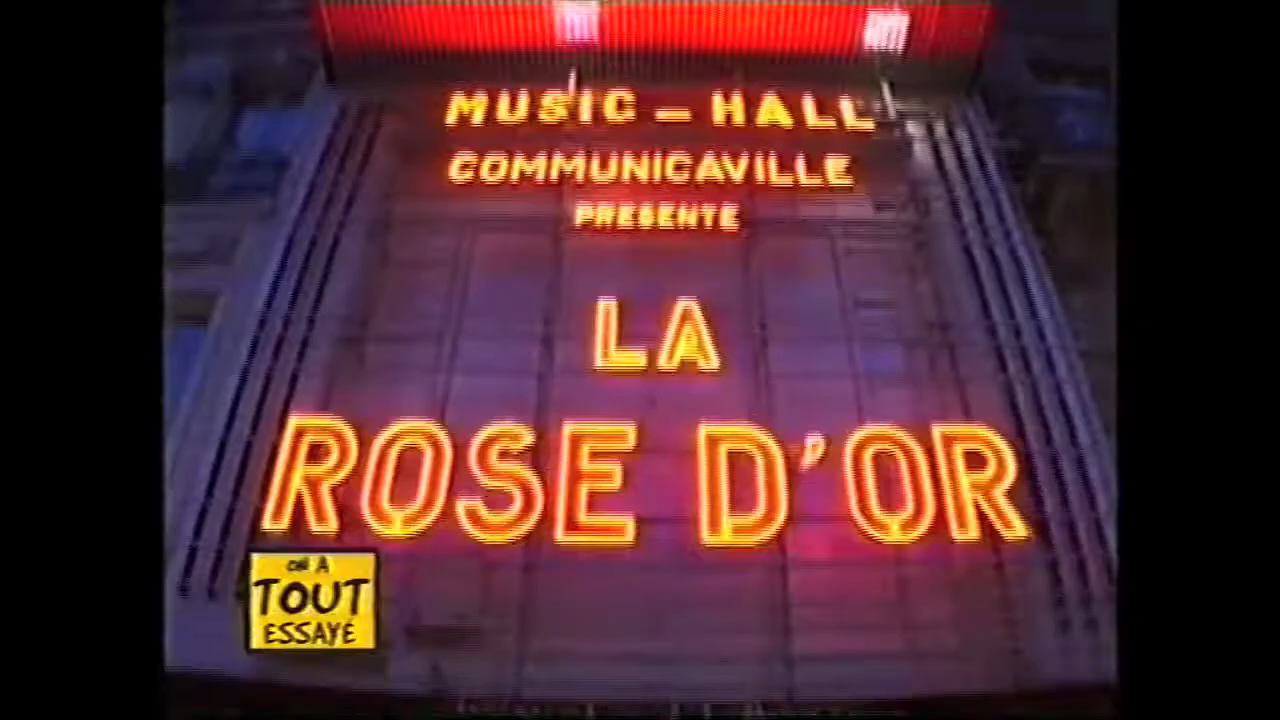 MUSIC - HALL
COMMUNICAVILLE
PRESENTE
LA
ROSE D'OR
ON A
TOUT
ESSAYÉ